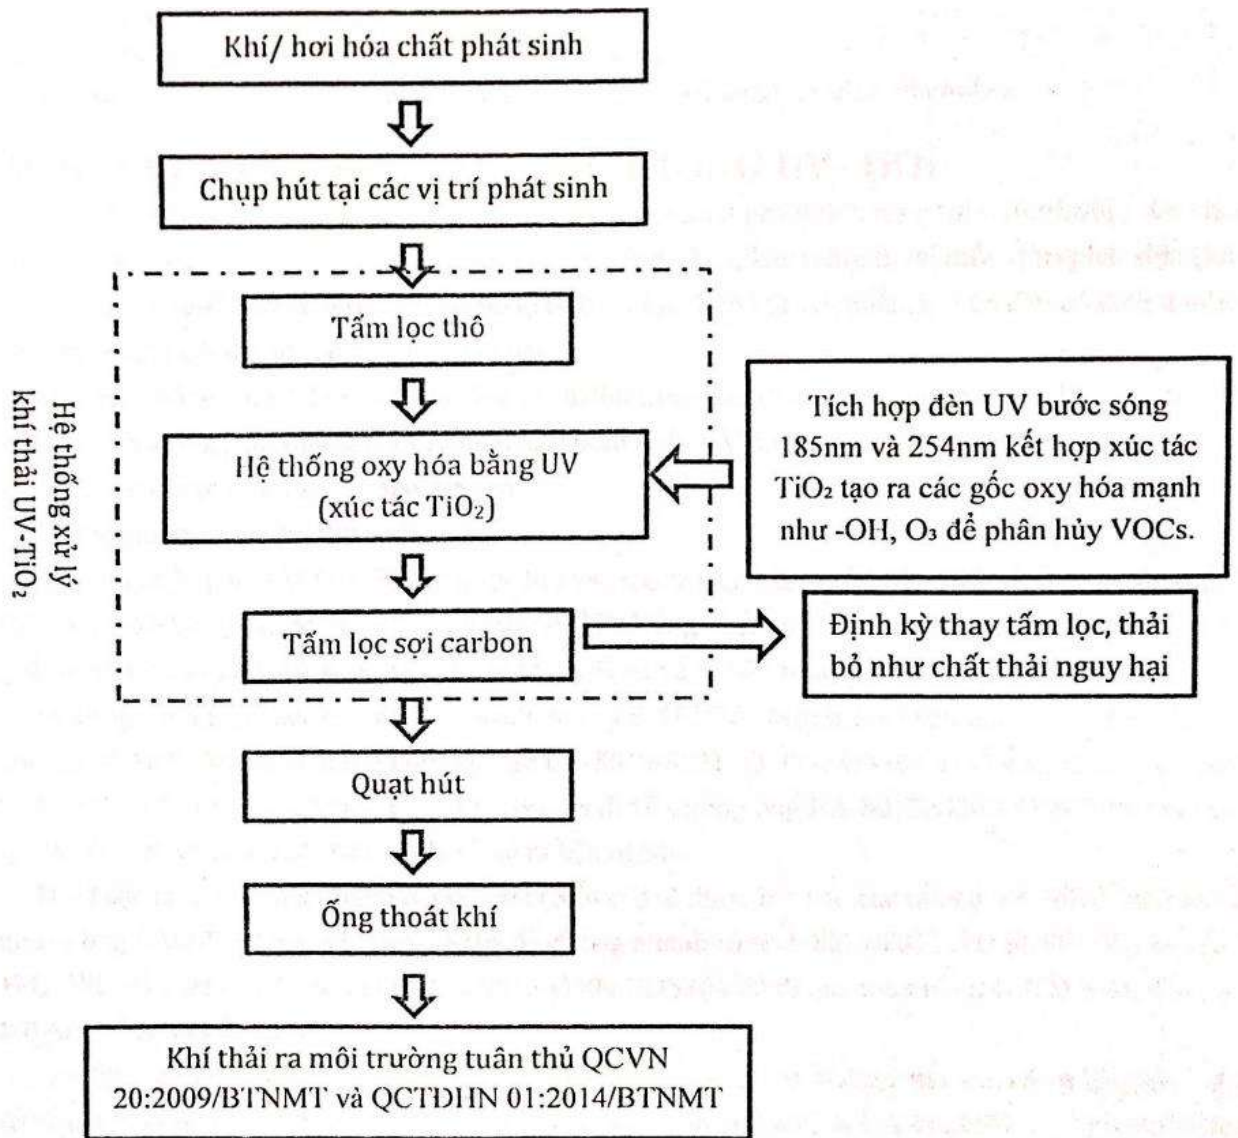 Khí/ hơi hóa chất phát sinh
Chụp hút tại các vị trí phát sinh
Tấm lọc thô
Hệ thống oxy hóa bằng UV
(xúc tác TiO₂)
Tích hợp đèn UV bước sóng
185nm và 254nm kết hợp xúc tác
TiO₂ tạo ra các gốc oxy hóa mạnh
như -OH, O₃ để phân hủy VOCs.
Hệ thống xử lý
khí thải UV-TiO₂
Tấm lọc sợi carbon
Định kỳ thay tấm lọc, thải
bỏ như chất thải nguy hại
Quạt hút
Ống thoát khí
Khí thải ra môi trường tuân thủ QCVN
20:2009/BTNMT và QCTĐHN 01:2014/BTNMT